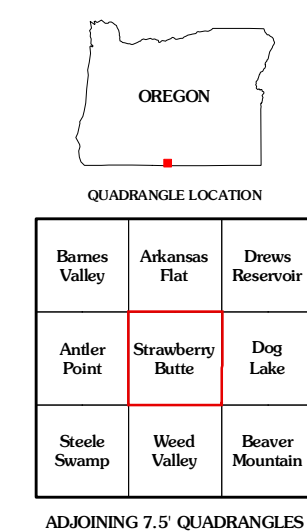 OREGON
QUADRANGLE LOCATION
Barnes
Valley
Arkansas
Flat
Drews
Reservoir
Antler
Point
Strawberry
Butte
Dog
Lake
Steele
Swamp
Weed
Valley
Beaver
Mountain
ADJOINING 7.5' QUADRANGLES